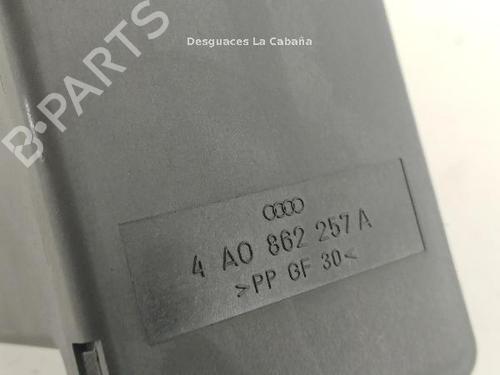 Desguaces La Cabaña
B-PARTS
4 A0 862 257 A
>PP GF 30<